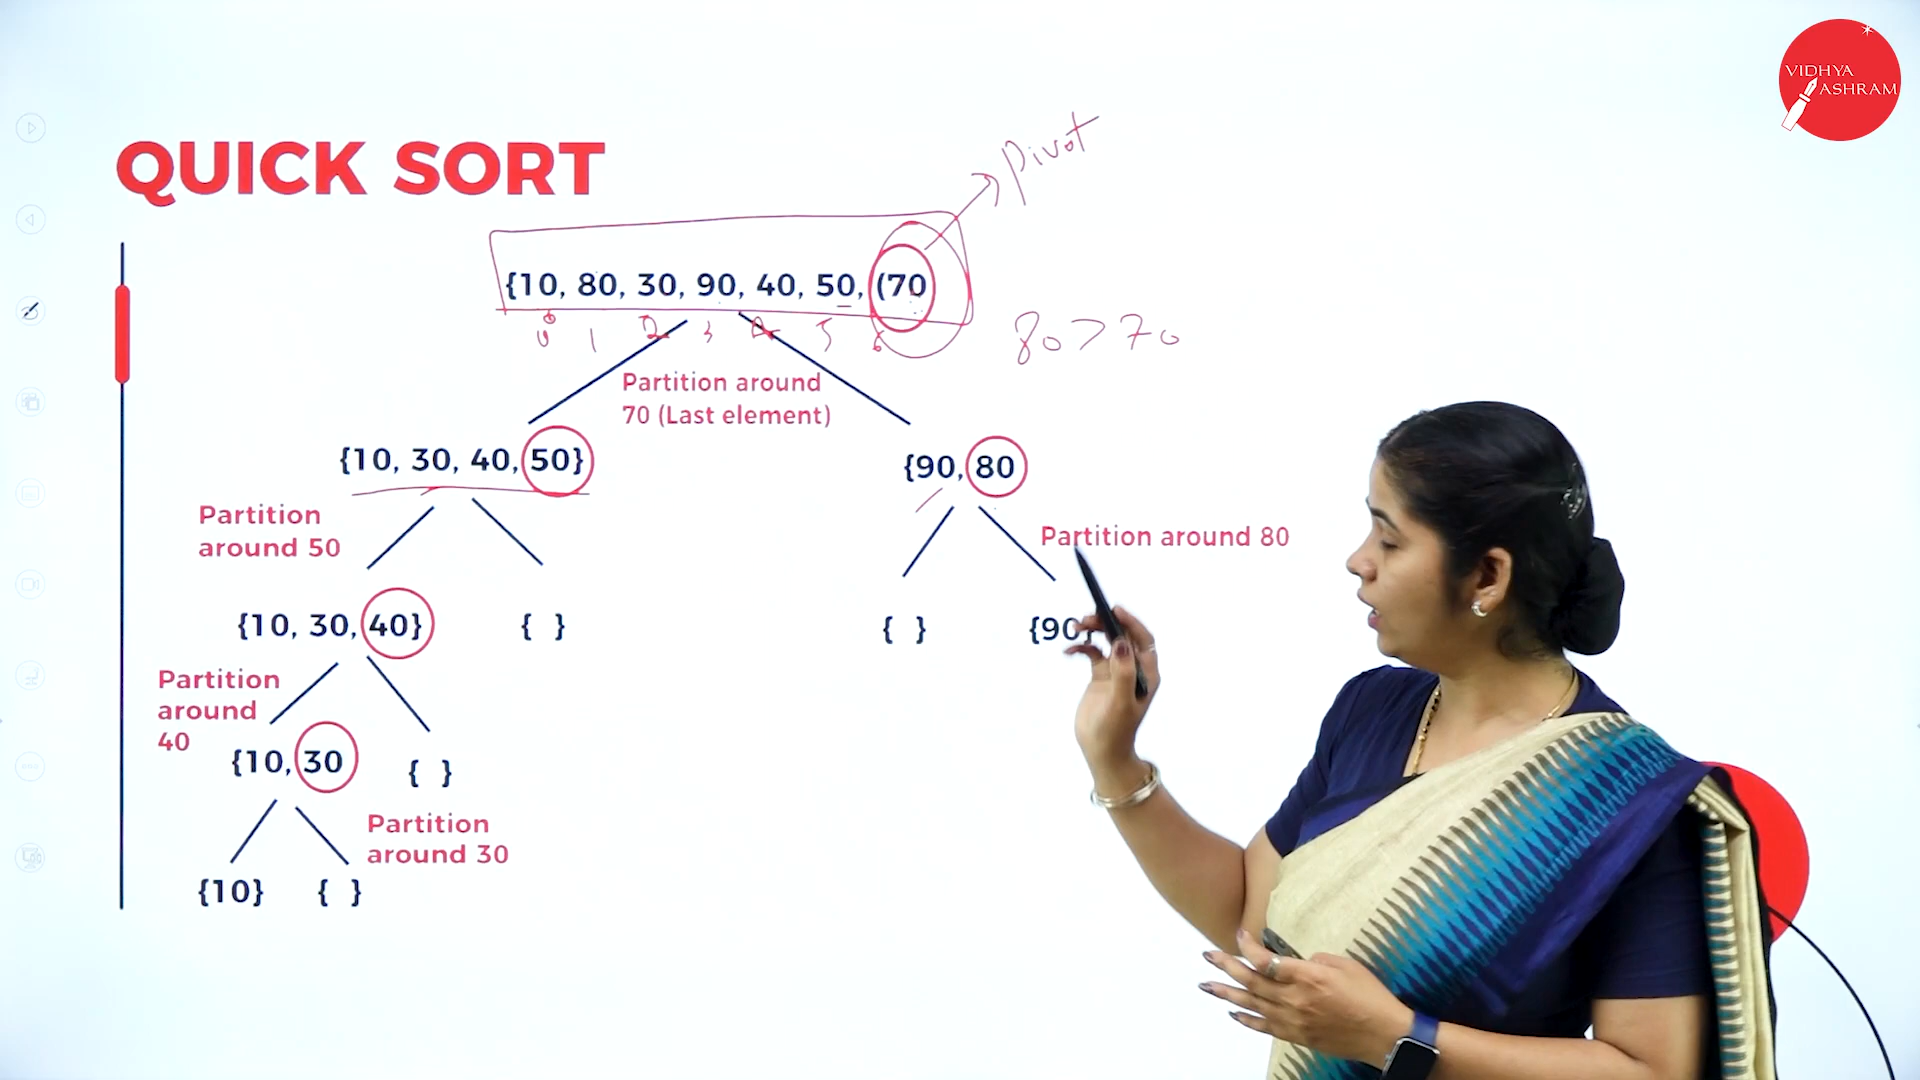 VIDHYA
ASHRAM
QUICK SORT
Pivot
{10, 80, 30, 90, 40, 50, (70
0 1 2 3 4 5 6
80 > 70
Partition around
70 (Last element)
{10, 30, 40, 50}
{90, 80
Partition
around 50
Partition around 80
{10, 30, 40}
{ }
{ }
{90}
Partition
around
40
{10, 30
{ }
Partition
around 30
{10}
{ }